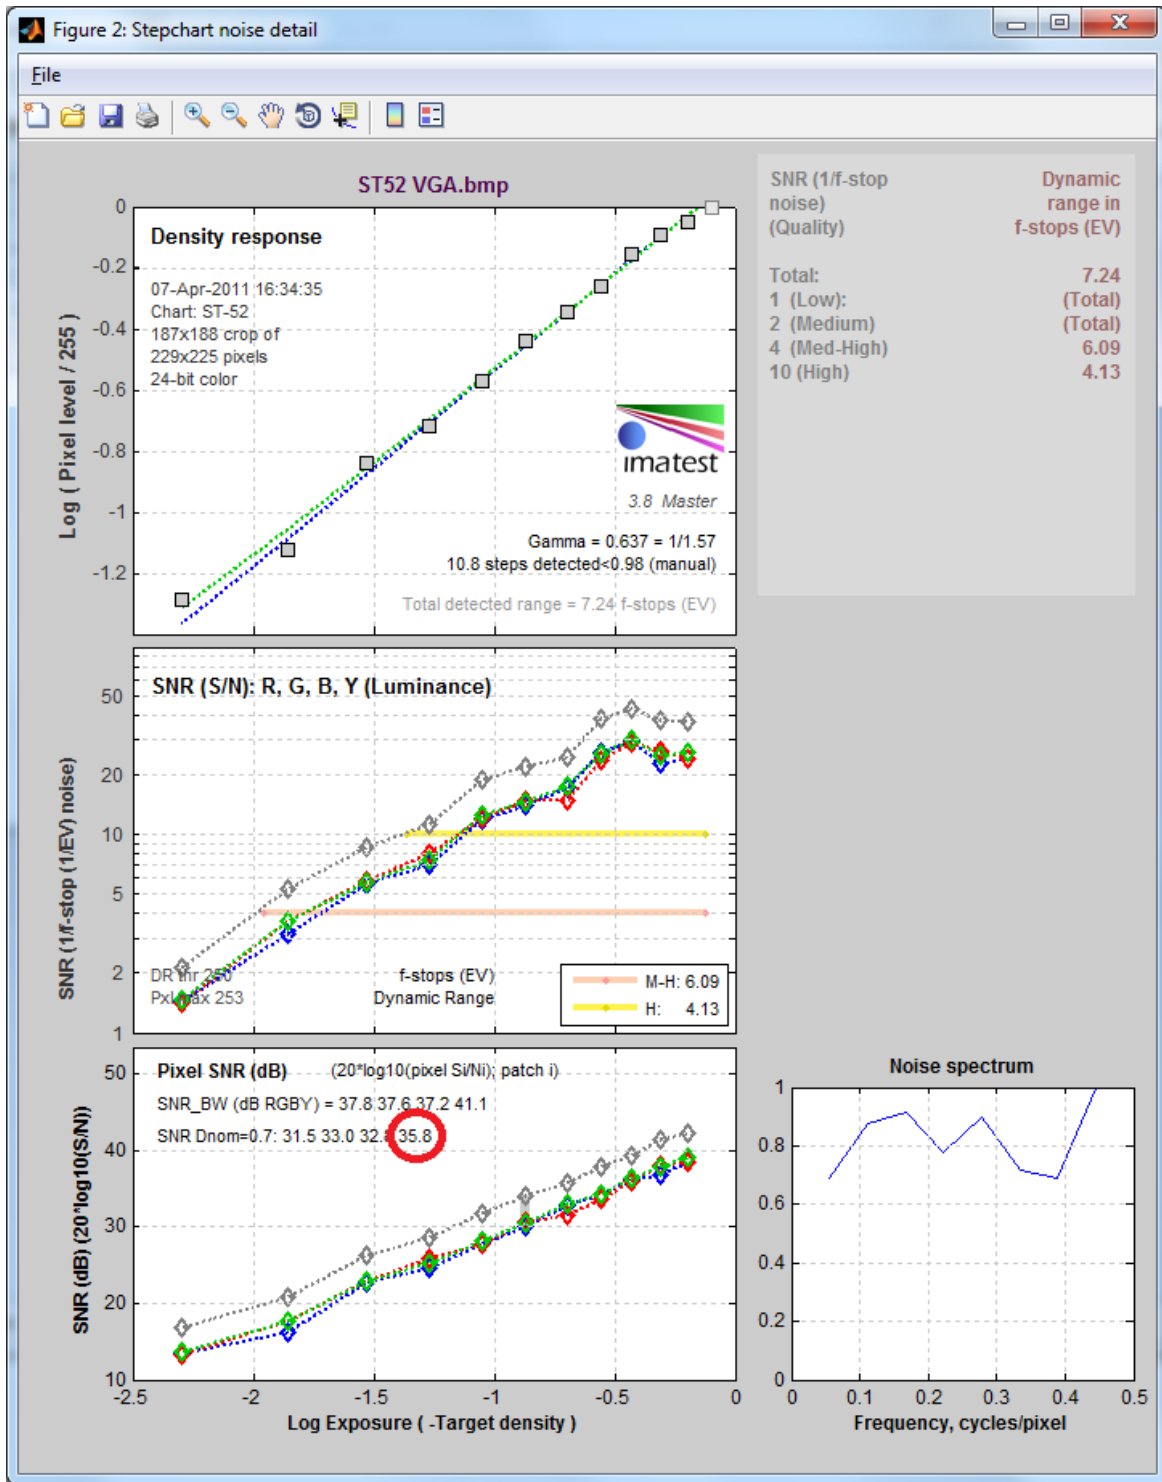 Figure 2: Stepchart noise detail
File
ST52 VGA.bmp
Density response
07-Apr-2011 16:34:35
Chart: ST-52
187x188 crop of
229x225 pixels
24-bit color
imatest
3.8 Master
Gamma = 0.637 = 1/1.57
10.8 steps detected<0.98 (manual)
Total detected range = 7.24 f-stops (EV)
Log ( Pixel level / 255 )
0
-0.2
-0.4
-0.6
-0.8
-1
-1.2
SNR (1/f-stop noise) (Quality)
Dynamic range in f-stops (EV)
Total: 7.24
1 (Low): (Total)
2 (Medium) (Total)
4 (Med-High) 6.09
10 (High) 4.13
SNR (S/N): R, G, B, Y (Luminance)
SNR (1/f-stop (1/EV) noise)
50
20
10
5
2
1
DR thr 250
Pxl max 253
f-stops (EV)
Dynamic Range
M-H: 6.09
H: 4.13
Pixel SNR (dB) (20*log10(pixel Si/Ni); patch i)
SNR_BW (dB RGBY) = 37.8 37.6 37.2 41.1
SNR Dnom=0.7: 31.5 33.0 32.8 35.8
SNR (dB) (20*log10(S/N))
50
40
30
20
10
-2.5 -2 -1.5 -1 -0.5 0
Log Exposure ( -Target density )
Noise spectrum
1
0.8
0.6
0.4
0.2
0
0 0.1 0.2 0.3 0.4 0.5
Frequency, cycles/pixel